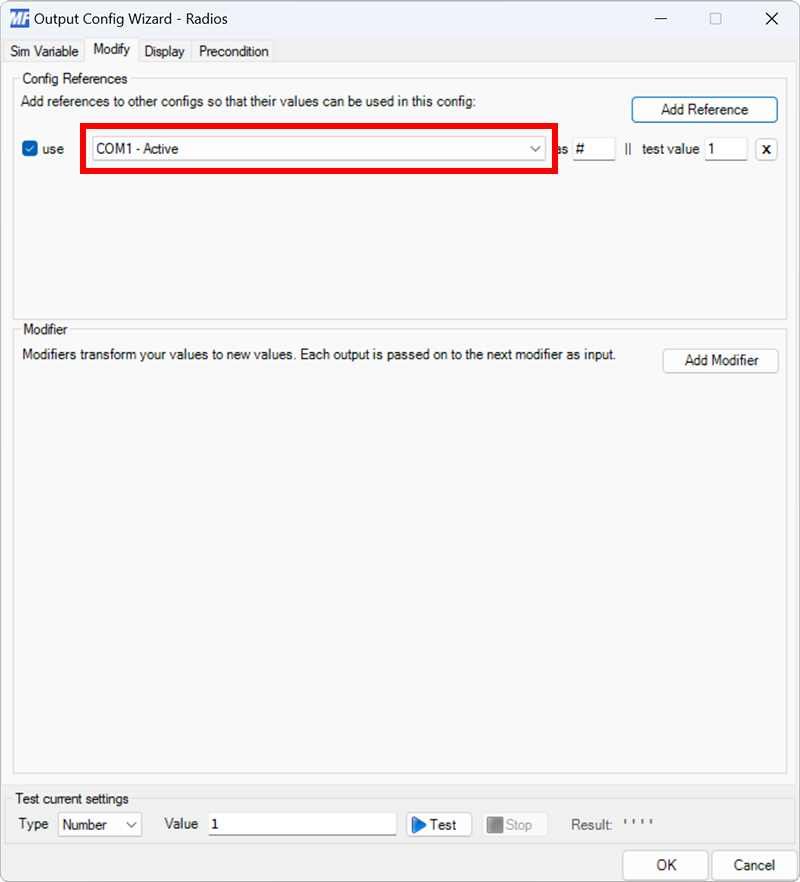 MF Output Config Wizard - Radios
Sim Variable Modify Display Precondition
Config References
Add references to other configs so that their values can be used in this config:
Add Reference
use COM1 - Active as # || test value 1 x
Modifier
Modifiers transform your values to new values. Each output is passed on to the next modifier as input.
Add Modifier
Test current settings
Type Number Value 1 Test Stop Result: ' ' ' '
OK Cancel